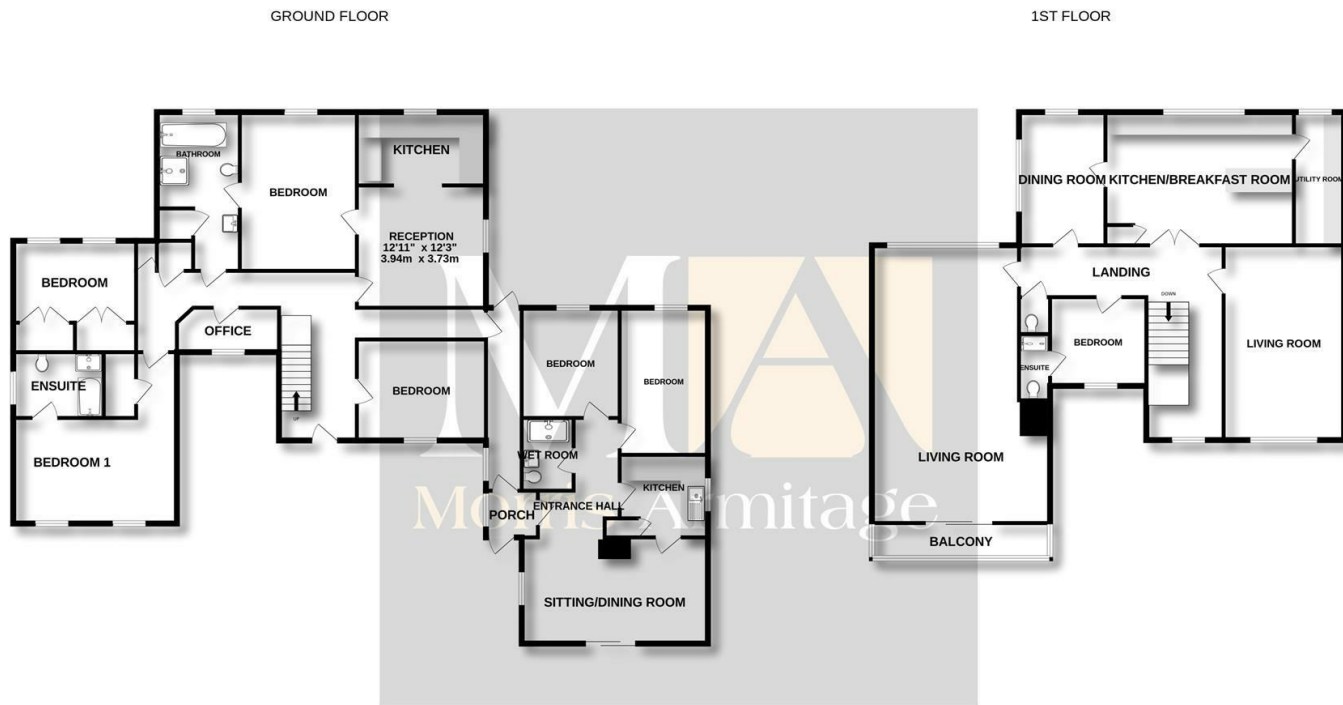 GROUND FLOOR
1ST FLOOR
BATHROOM
BEDROOM
KITCHEN
RECEPTION
12'11" x 12'3"
3.94m x 3.73m
BEDROOM
OFFICE
ENSUITE
BEDROOM 1
UP
BEDROOM
BEDROOM
BEDROOM
WET ROOM
KITCHEN
PORCH
ENTRANCE HALL
SITTING/DINING ROOM
MA
Morris Armitage
DINING ROOM
KITCHEN/BREAKFAST ROOM
UTILITY ROOM
LANDING
DOWN
BEDROOM
ENSUITE
LIVING ROOM
LIVING ROOM
BALCONY